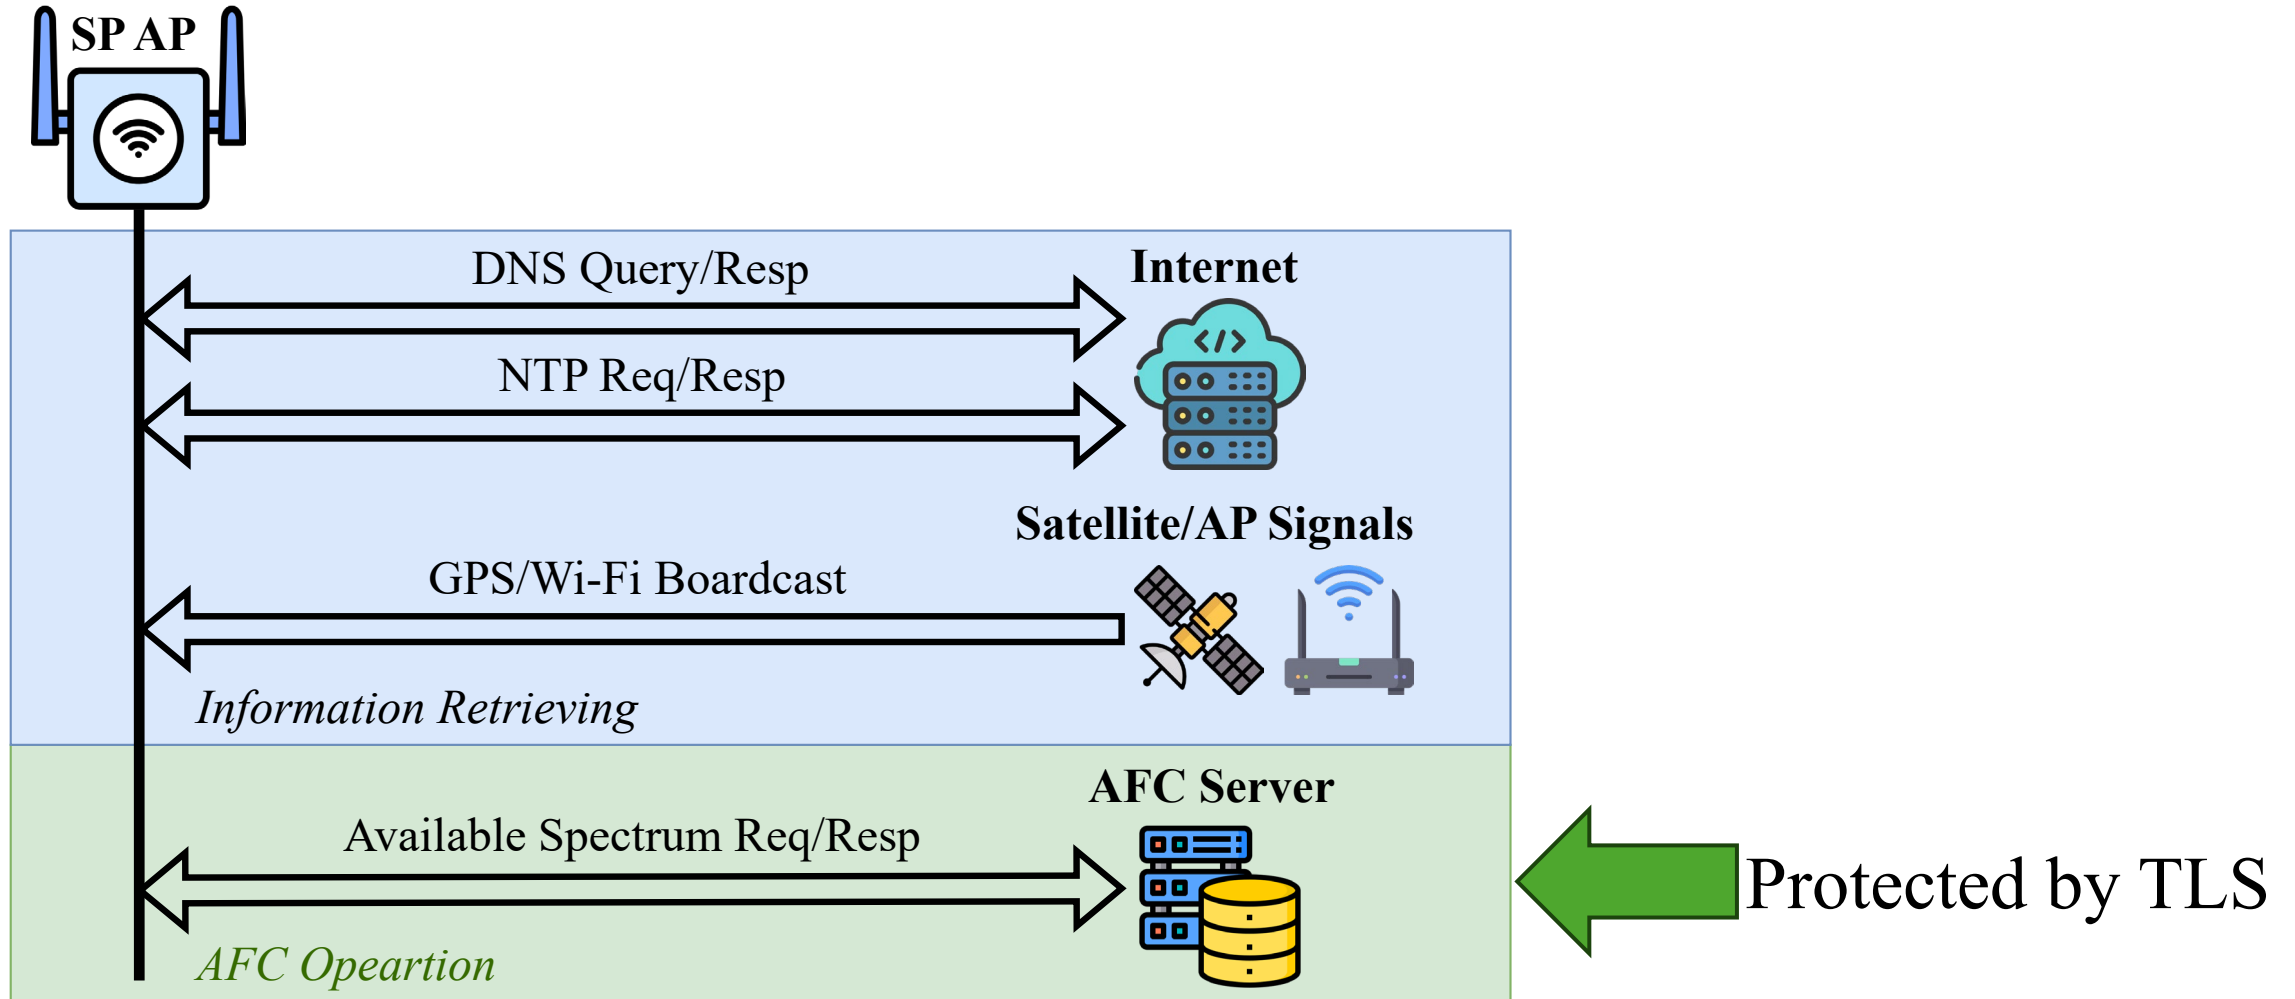 SP AP
DNS Query/Resp
Internet
NTP Req/Resp
Satellite/AP Signals
GPS/Wi-Fi Boardcast
Information Retrieving
AFC Server
Available Spectrum Req/Resp
Protected by TLS
AFC Opeartion